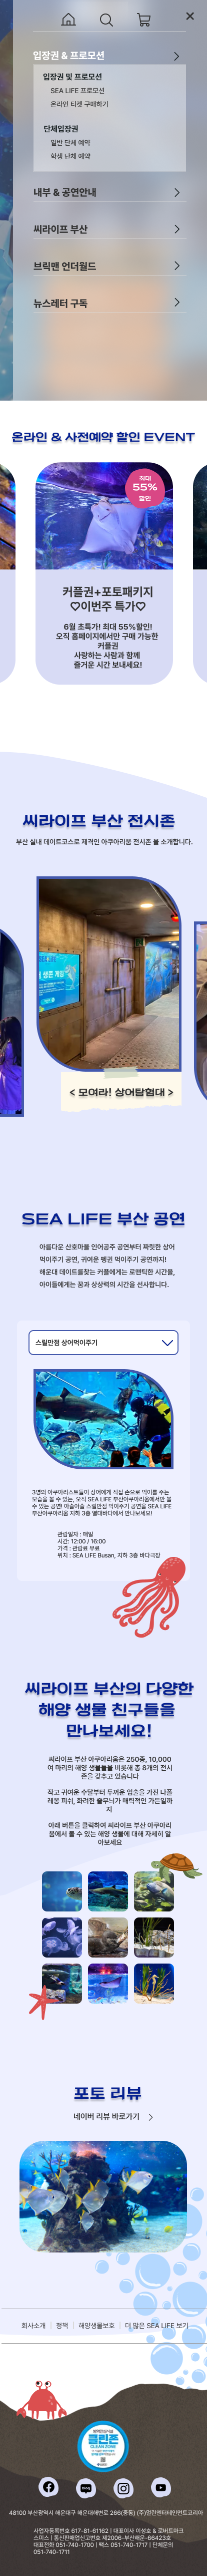 입장권 & 프로모션
입장권 및 프로모션
SEA LIFE 프로모션
온라인 티켓 구매하기
단체입장권
일반 단체 예약
학생 단체 예약
내부 & 공연안내
씨라이프 부산
브릭맨 언더월드
뉴스레터 구독
온라인 & 사전예약 할인 EVENT
최대
55%
할인!
커플권+포토패키지
♡이번주 특가♡
6월 초특가! 최대 55%할인!
오직 홈페이지에서만 구매 가능한
커플권
사랑하는 사람과 함께
즐거운 시간 보내세요!
씨라이프 부산 전시존
부산 실내 데이트코스로 제격인 아쿠아리움 전시존 을 소개합니다.
< 모여라! 상어탐험대 >
SEA LIFE 부산 공연
아름다운 산호마을 인어공주 공연부터 짜릿한 상어
먹이주기 공연, 귀여운 펭귄 먹이주기 공연까지!
해운대 데이트를찾는 커플에게는 로맨틱한 시간을,
아이들에게는 꿈과 상상력의 시간을 선사합니다.
스릴만점 상어먹이주기
3명의 아쿠아리스트들이 상어에게 직접 손으로 먹이를 주는
모습을 볼 수 있는, 오직 SEA LIFE 부산아쿠아리움에서만 볼
수 있는 공연! 아슬아슬 스릴만점 먹이주기 공연을 SEA LIFE
부산아쿠아리움 지하 3층 명대바다에서 만나보세요!
관람일자 : 매일
시간: 12:00 / 16:00
가격 : 관람료 무료
위치 : SEA LIFE Busan, 지하 3층 바다극장
씨라이프 부산의 다양한
해양 생물 친구들을
만나보세요!
씨라이프 부산 아쿠아리움은 250종, 10,000
여 마리의 해양 생물들을 비롯해 총 8개의 전시
존을 갖추고 있습니다
작고 귀여운 수달부터 두꺼운 입술을 가진 나폴
레옹 피쉬, 화려한 줄무늬가 매력적인 가든일까
지
아래 버튼을 클릭하여 씨라이프 부산 아쿠아리
움에서 볼 수 있는 해양 생물에 대해 자세히 알
아보세요
포토 리뷰
네이버 리뷰 바로가기
회사소개
정책
해양생물보호
더 많은 SEA LIFE 보기
클린존
CLEAN ZONE
48100 부산광역시 해운대구 해운대해변로 266(중동) (주)멀린엔터테인먼트코리아
사업자등록번호 617-81-61162 | 대표이사 이성호 & 로버트마크
스미스 | 통신판매업신고번호 제2006-부산해운-66423호
대표전화 051-740-1700 | 팩스 051-740-1717 | 단체문의
051-740-1711